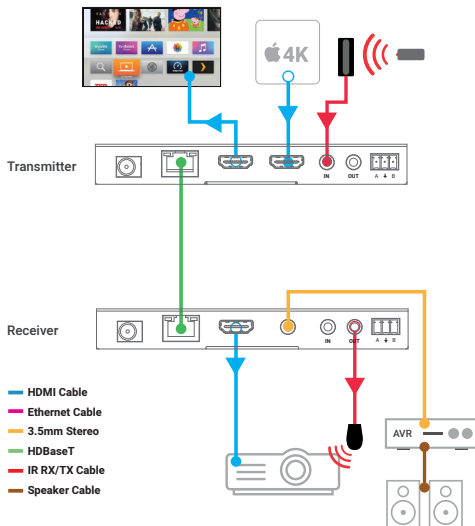 HACKED
4K
Transmitter
IN
OUT
A
B
Receiver
IN
OUT
A
B
HDMI Cable
Ethernet Cable
3.5mm Stereo
HDBaseT
IR RX/TX Cable
Speaker Cable
AVR